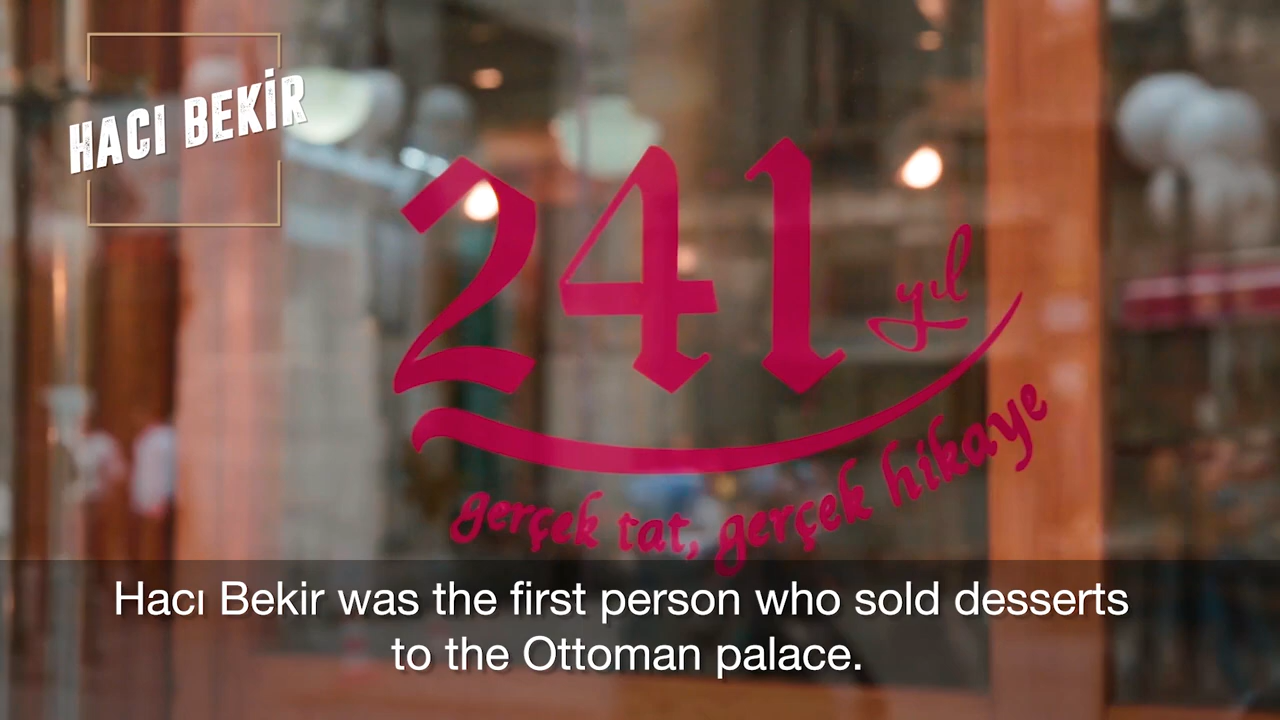 HACI BEKİR
241 yıl
gerçek tat, gerçek hikaye
Hacı Bekir was the first person who sold desserts
to the Ottoman palace.